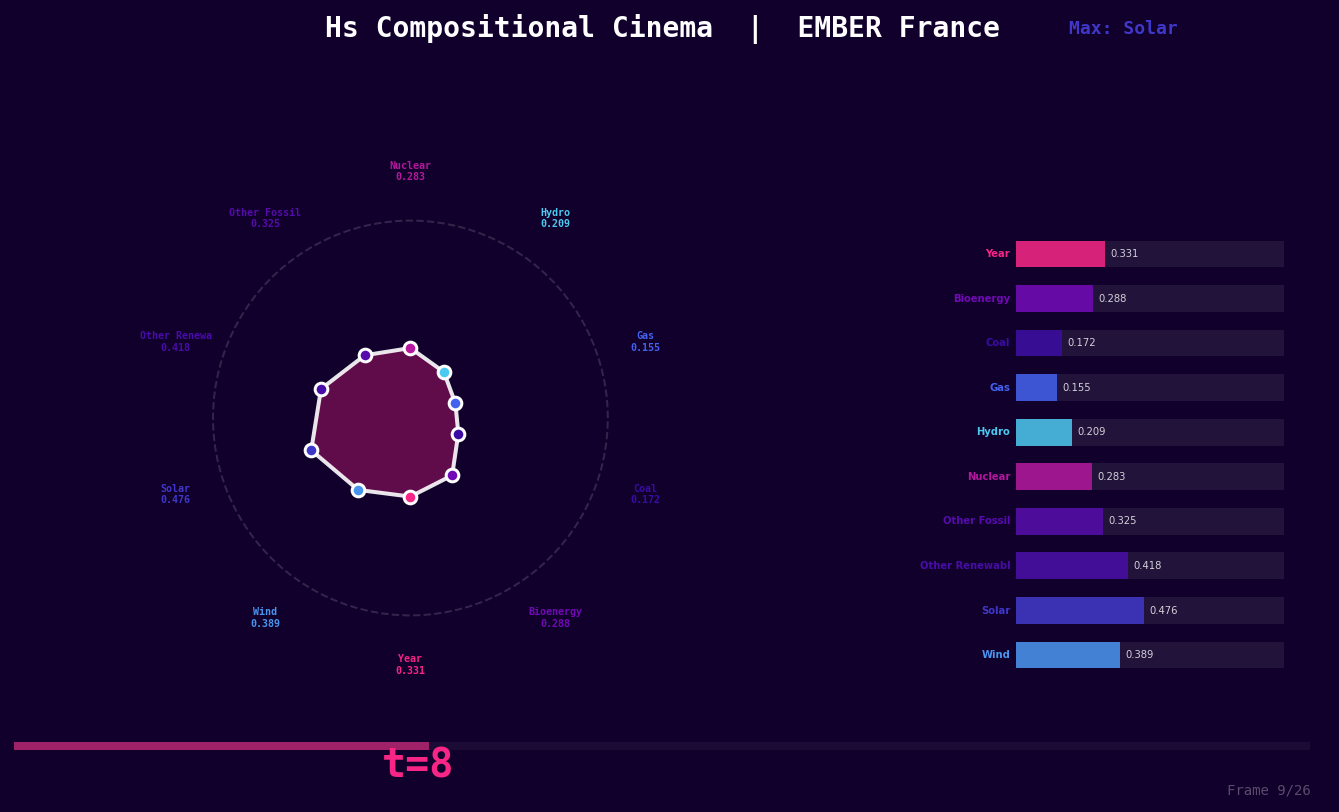 Hs Compositional Cinema | EMBER France
Max: Solar
Nuclear
0.283
Other Fossil
0.325
Hydro
0.209
Other Renewa
0.418
Gas
0.155
Solar
0.476
Coal
0.172
Wind
0.389
Bioenergy
0.288
Year
0.331
Year 0.331
Bioenergy 0.288
Coal 0.172
Gas 0.155
Hydro 0.209
Nuclear 0.283
Other Fossil 0.325
Other Renewabl 0.418
Solar 0.476
Wind 0.389
t=8
Frame 9/26